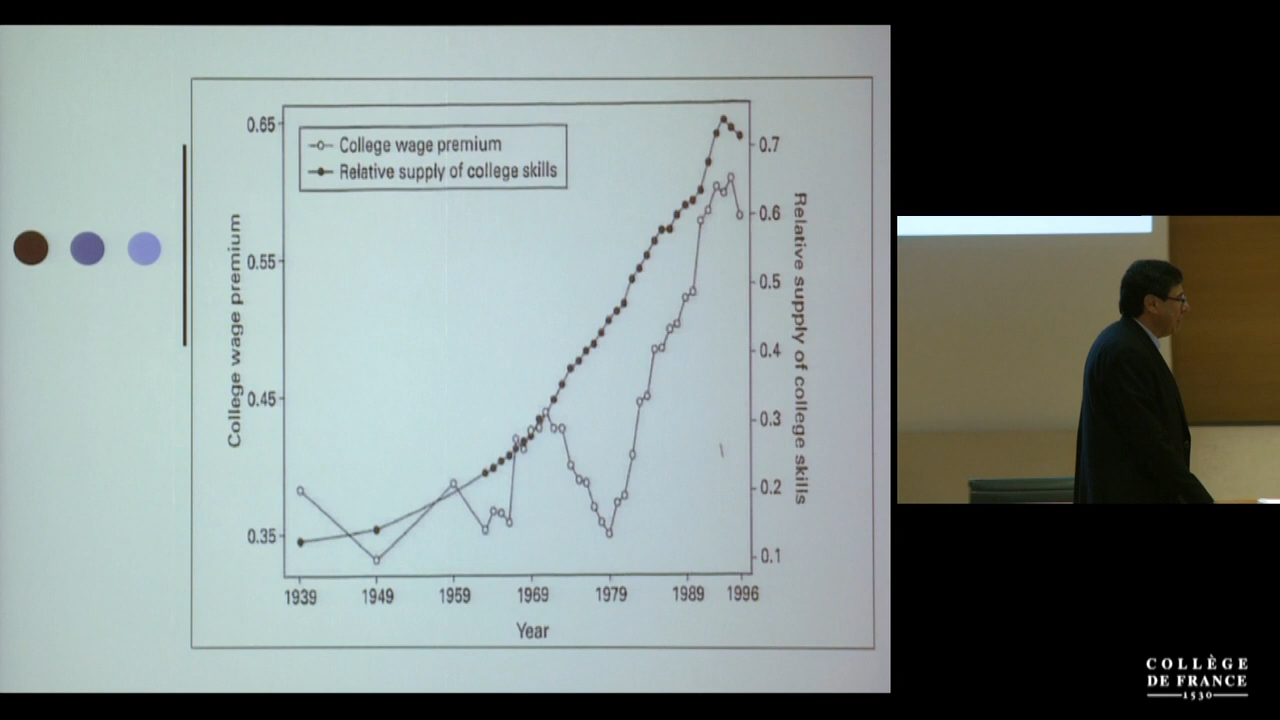 College wage premium
Relative supply of college skills
0.65
0.55
0.45
0.35
College wage premium
0.7
0.6
0.5
0.4
0.3
0.2
0.1
Relative supply of college skills
1939 1949 1959 1969 1979 1989 1996
Year
COLLÈGE
DE FRANCE
1530